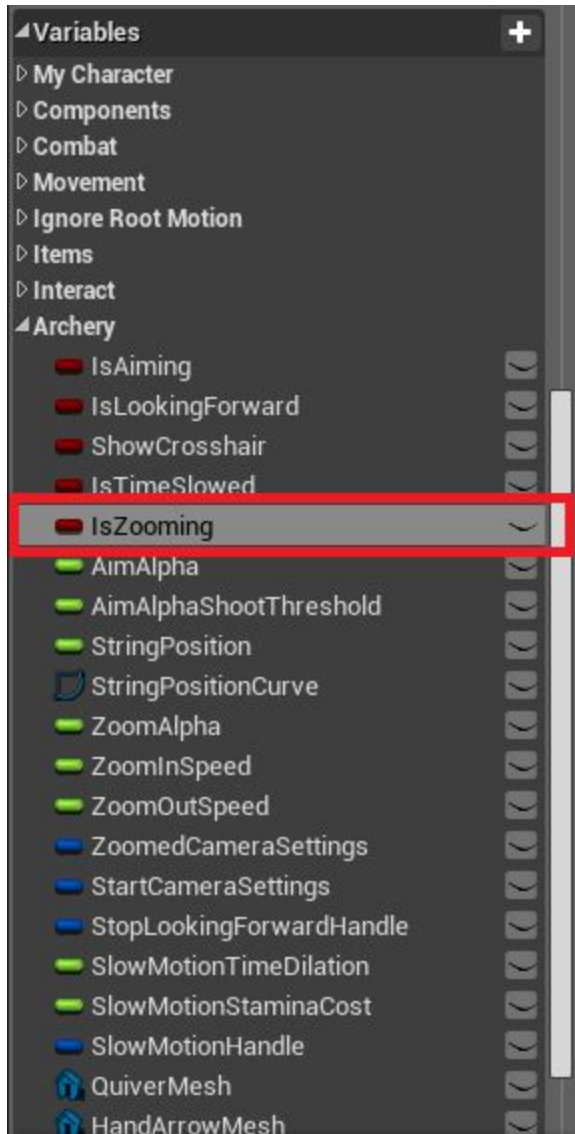 Variables
My Character
Components
Combat
Movement
Ignore Root Motion
Items
Interact
Archery
IsAiming
IsLookingForward
ShowCrosshair
IsTimeSlowed
IsZooming
AimAlpha
AimAlphaShootThreshold
StringPosition
StringPositionCurve
ZoomAlpha
ZoomInSpeed
ZoomOutSpeed
ZoomedCameraSettings
StartCameraSettings
StopLookingForwardHandle
SlowMotionTimeDilation
SlowMotionStaminaCost
SlowMotionHandle
QuiverMesh
HandArrowMesh